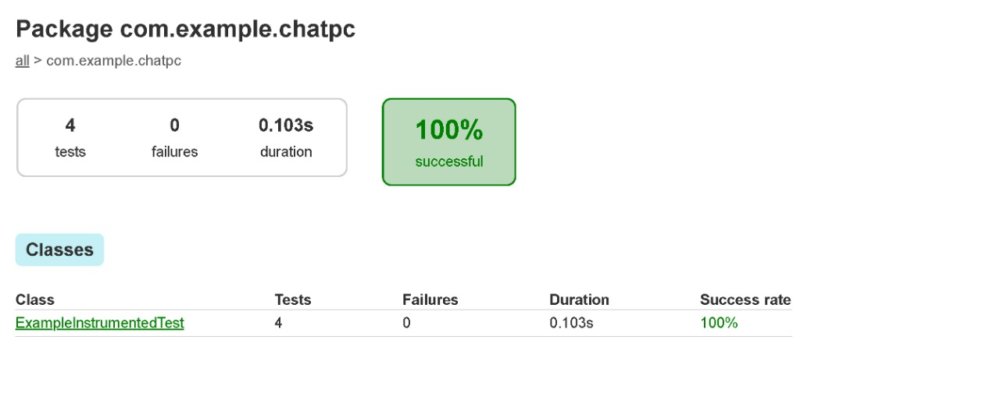 Package com.example.chatpc
all > com.example.chatpc
4 0 0.103s 100%
tests failures duration successful
Classes
Class Tests Failures Duration Success rate
ExampleInstrumentedTest 4 0 0.103s 100%